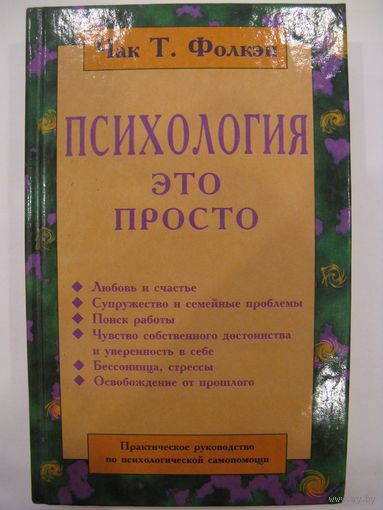 Чак Т. Фолкэн
ПСИХОЛОГИЯ
ЭТО
ПРОСТО
Любовь и счастье
Супружество и семейные проблемы
Поиск работы
Чувство собственного достоинства
и уверенность в себе
Бессонница, стрессы
Освобождение от прошлого
Практическое руководство
по психологической самопомощи